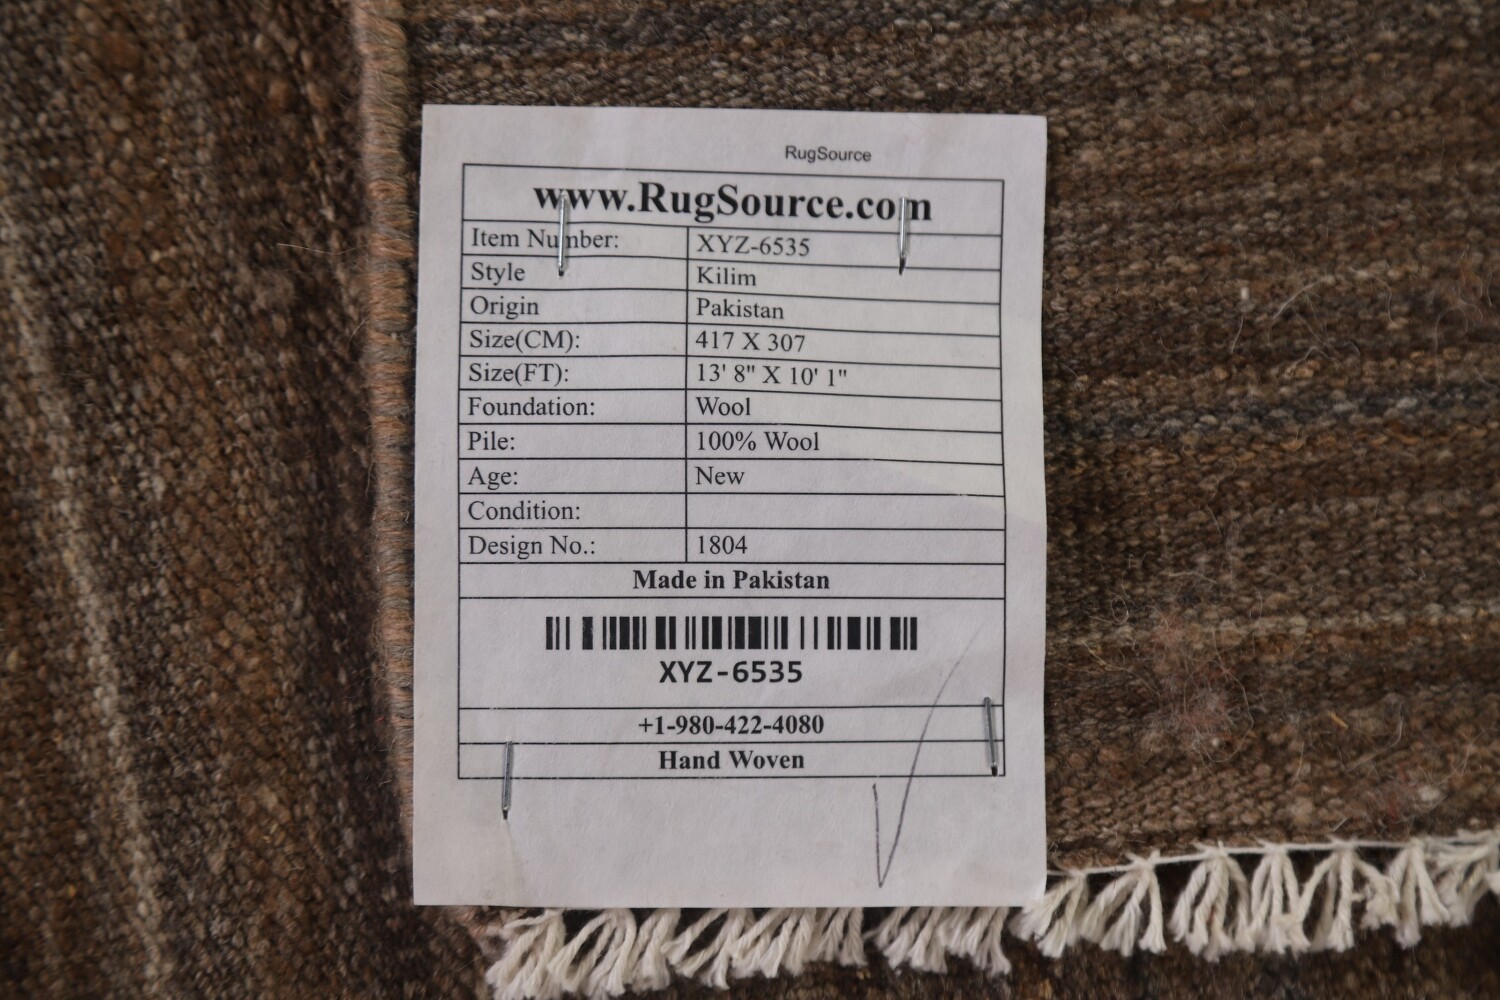 RugSource
www.RugSource.com
Item Number: XYZ-6535
Style Kilim
Origin Pakistan
Size(CM): 417 X 307
Size(FT): 13' 8" X 10' 1"
Foundation: Wool
Pile: 100% Wool
Age: New
Condition:
Design No.: 1804
Made in Pakistan
XYZ-6535
+1-980-422-4080
Hand Woven